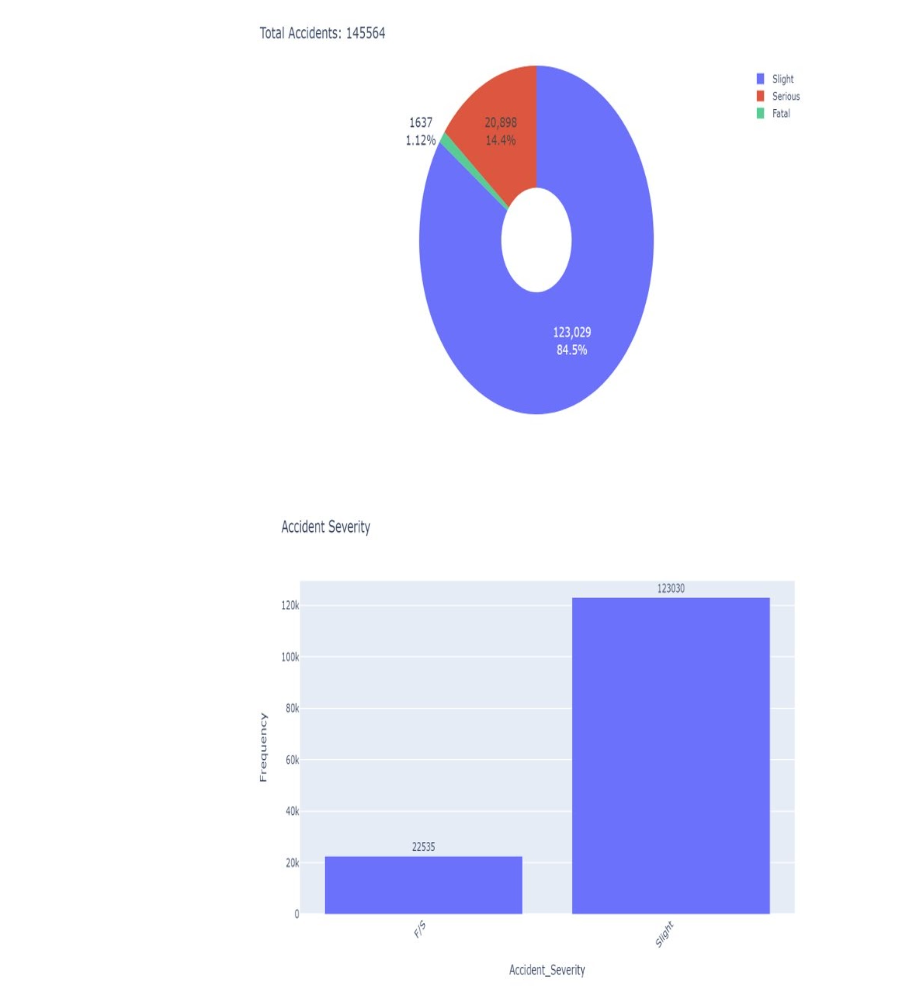 Total Accidents: 145564
Slight
Serious
Fatal
1637
1.12%
20,898
14.4%
123,029
84.5%
Accident Severity
123030
120k
100k
80k
60k
40k
22535
20k
0
Frequency
F/S
Slight
Accident_Severity